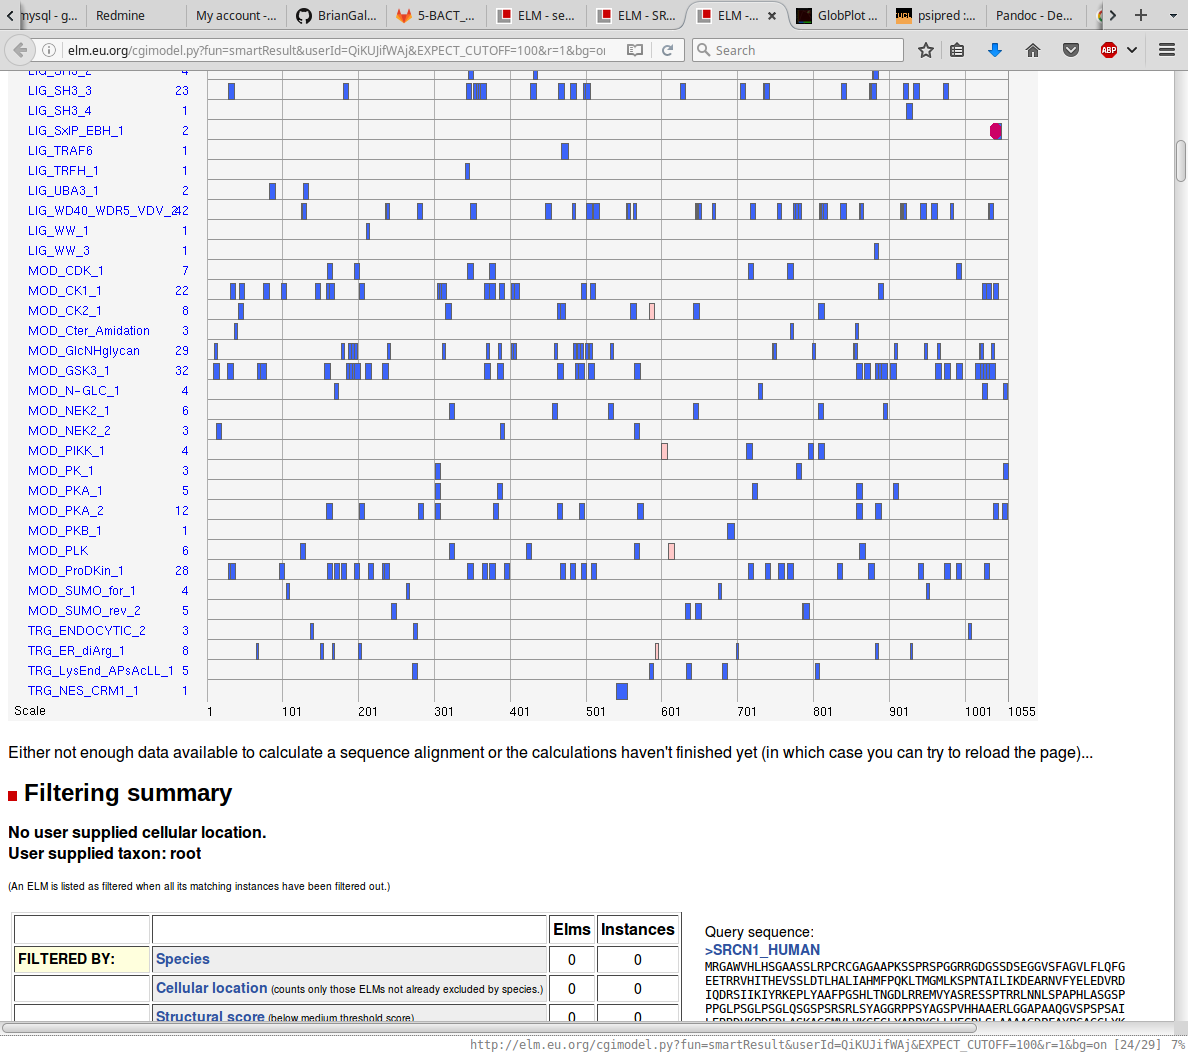 mysql - g...
Redmine
My account -...
BrianGal...
5-BACT_...
ELM - se...
ELM - SR...
ELM -...
GlobPlot ...
psipred :...
Pandoc - De...
elm.eu.org/cgimodel.py?fun=smartResult&userId=QiKUJifWAj&EXPECT_CUTOFF=100&r=1&bg=on
Search
ABP
LIG_SH3_2 4
LIG_SH3_3 23
LIG_SH3_4 1
LIG_SxIP_EBH_1 2
LIG_TRAF6 1
LIG_TRFH_1 1
LIG_UBA3_1 2
LIG_WD40_WDR5_VDV_2 42
LIG_WW_1 1
LIG_WW_3 1
MOD_CDK_1 7
MOD_CK1_1 22
MOD_CK2_1 8
MOD_Cter_Amidation 3
MOD_GlcNHglycan 29
MOD_GSK3_1 32
MOD_N-GLC_1 4
MOD_NEK2_1 6
MOD_NEK2_2 3
MOD_PIKK_1 4
MOD_PK_1 3
MOD_PKA_1 5
MOD_PKA_2 12
MOD_PKB_1 1
MOD_PLK 6
MOD_ProDKin_1 28
MOD_SUMO_for_1 4
MOD_SUMO_rev_2 5
TRG_ENDOCYTIC_2 3
TRG_ER_diArg_1 8
TRG_LysEnd_APsAcLL_1 5
TRG_NES_CRM1_1 1
Scale 1 101 201 301 401 501 601 701 801 901 1001 1055
Either not enough data available to calculate a sequence alignment or the calculations haven't finished yet (in which case you can try to reload the page)...
Filtering summary
No user supplied cellular location.
User supplied taxon: root
(An ELM is listed as filtered when all its matching instances have been filtered out.)
Elms Instances
FILTERED BY: Species 0 0
Cellular location (counts only those ELMs not already excluded by species.) 0 0
Structural score (below medium threshold score) 0 0
Query sequence:
>SRCN1_HUMAN
MRGAWVHLHSGAASSLRPCRCGAGAAPKSSPRSPGGRRGDGSSDSEGGVSFAGVLFLQFG
EETRRVHITHEVSSLDTLHALIAHMFPQKLTMGMLKSPNTAILIKDEARNVFYELEDVRD
IQDRSIIKIYRKEPLYAAFPGSHLTNGDLRREMVYASRESSPTRRLNNLSPAPHLASGSP
PPGLPSGLPSGLQSGSPSRSRLSYAGGRPPSYAGSPVHHAAERLGGAPAAQGVSPSPSAI
http://elm.eu.org/cgimodel.py?fun=smartResult&userId=QiKUJifWAj&EXPECT_CUTOFF=100&r=1&bg=on [24/29] 7%